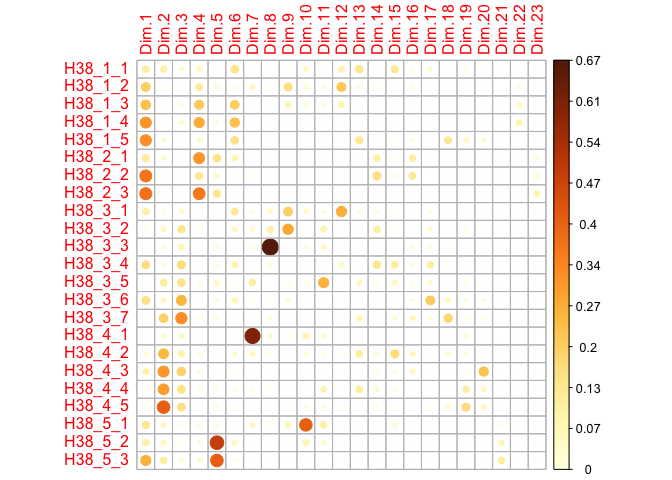 Dim.1 Dim.2 Dim.3 Dim.4 Dim.5 Dim.6 Dim.7 Dim.8 Dim.9 Dim.10 Dim.11 Dim.12 Dim.13 Dim.14 Dim.15 Dim.16 Dim.17 Dim.18 Dim.19 Dim.20 Dim.21 Dim.22 Dim.23
H38_1_1
H38_1_2
H38_1_3
H38_1_4
H38_1_5
H38_2_1
H38_2_2
H38_2_3
H38_3_1
H38_3_2
H38_3_3
H38_3_4
H38_3_5
H38_3_6
H38_3_7
H38_4_1
H38_4_2
H38_4_3
H38_4_4
H38_4_5
H38_5_1
H38_5_2
H38_5_3
0.67
0.61
0.54
0.47
0.4
0.34
0.27
0.2
0.13
0.07
0